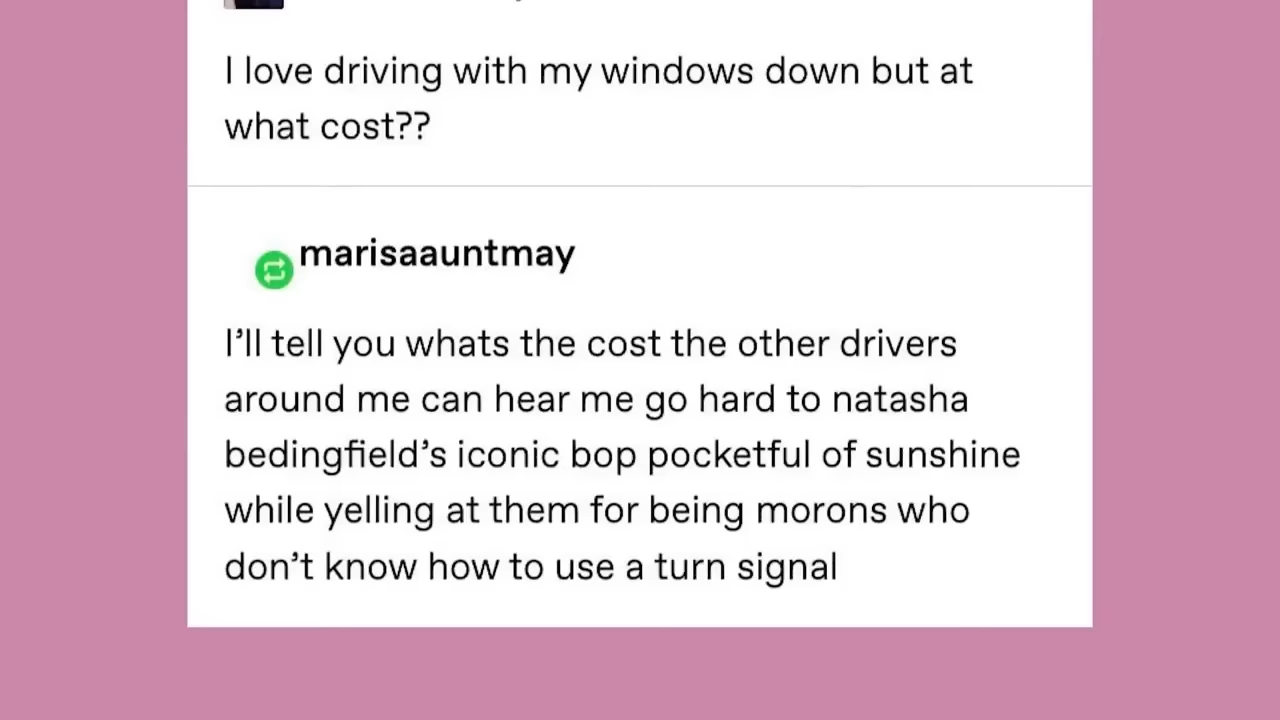 I love driving with my windows down but at
what cost??
marisaauntmay
I’ll tell you whats the cost the other drivers
around me can hear me go hard to natasha
bedingfield’s iconic bop pocketful of sunshine
while yelling at them for being morons who
don’t know how to use a turn signal